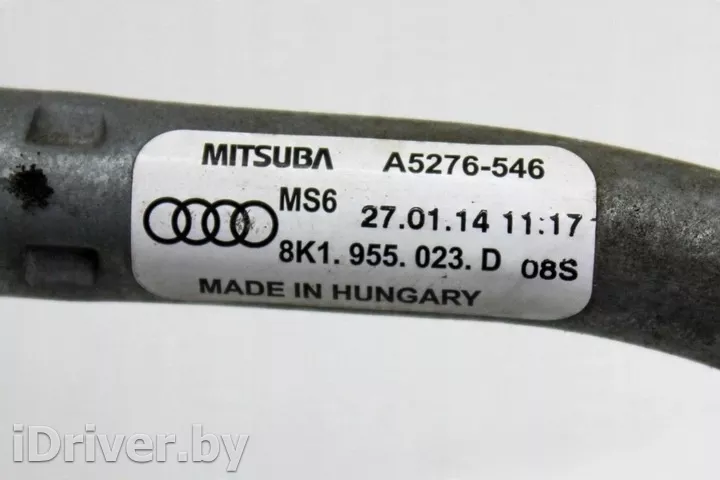 MITSUBA A5276-546
MS6 27.01.14 11:17
8K1.955.023.D 08S
MADE IN HUNGARY
iDriver.by